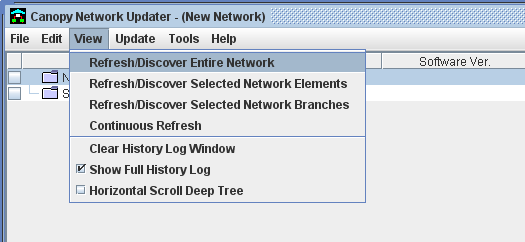 Canopy Network Updater - (New Network)
File Edit View Update Tools Help
Refresh/Discover Entire Network
Software Ver.
Refresh/Discover Selected Network Elements
Refresh/Discover Selected Network Branches
Continuous Refresh
Clear History Log Window
Show Full History Log
Horizontal Scroll Deep Tree